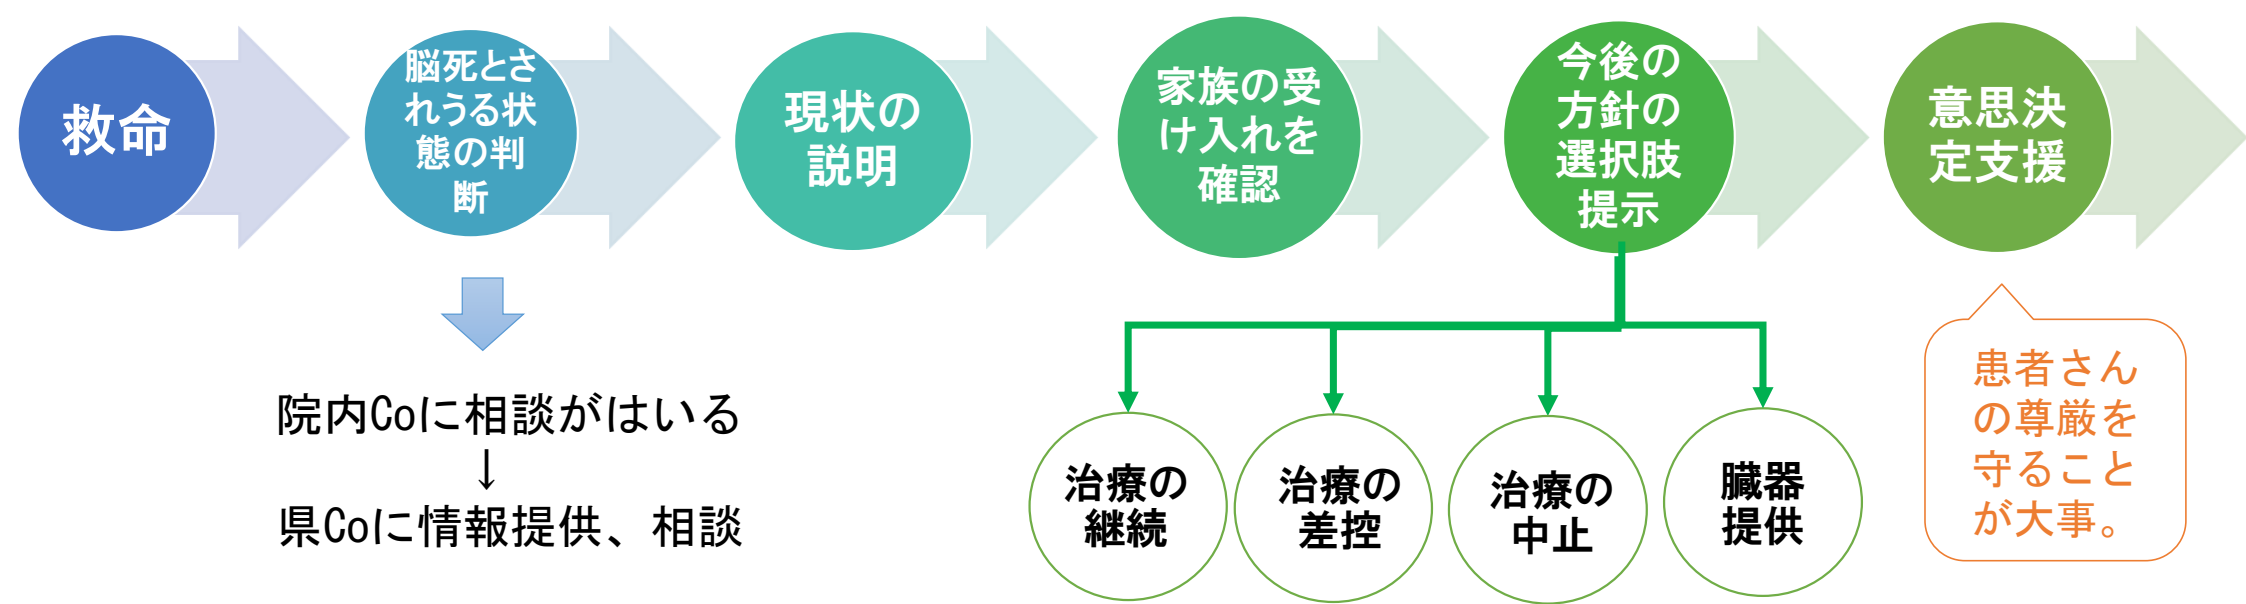 救命
脳死とさ
れうる状
態の判
断
現状の
説明
家族の受
け入れを
確認
今後の
方針の
選択肢
提示
意思決
定支援
院内Coに相談がはいる
↓
県Coに情報提供、相談
治療の
継続
治療の
差控
治療の
中止
臓器
提供
患者さん
の尊厳を
守ること
が大事。